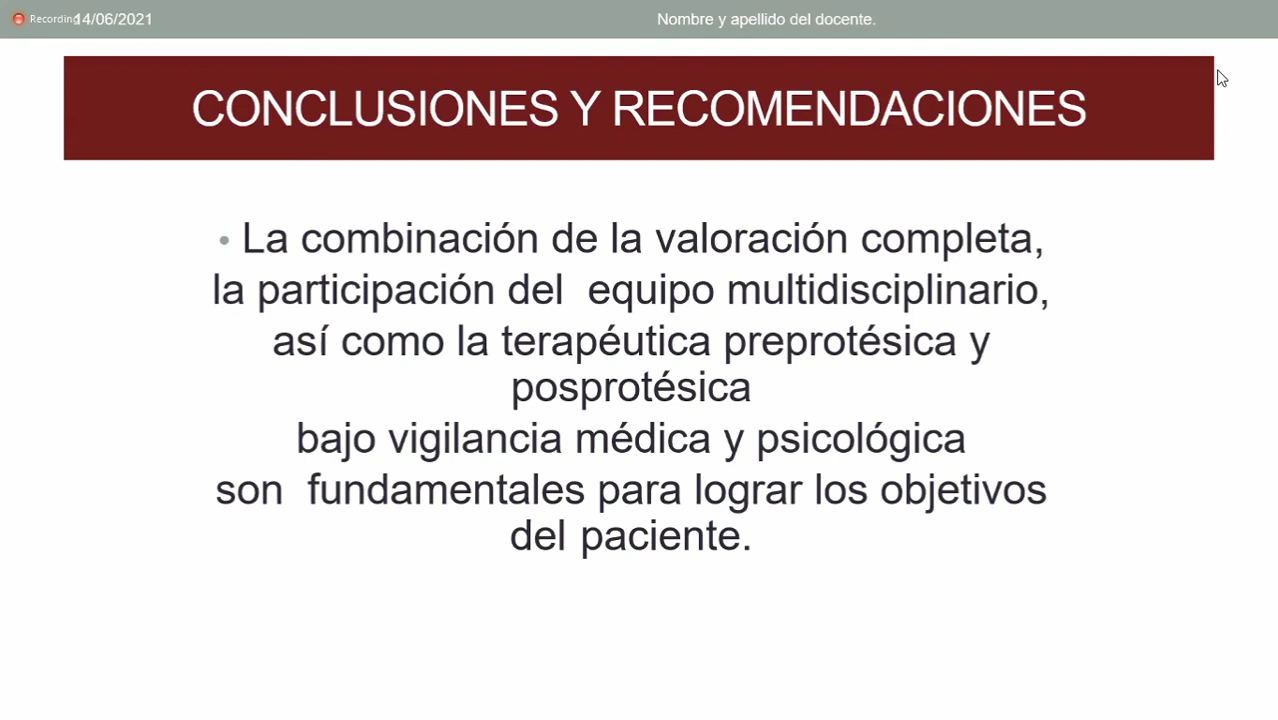 Recording 14/06/2021 Nombre y apellido del docente.
CONCLUSIONES Y RECOMENDACIONES
• La combinación de la valoración completa,
la participación del equipo multidisciplinario,
así como la terapéutica preprotésica y
posprotésica
bajo vigilancia médica y psicológica
son fundamentales para lograr los objetivos
del paciente.